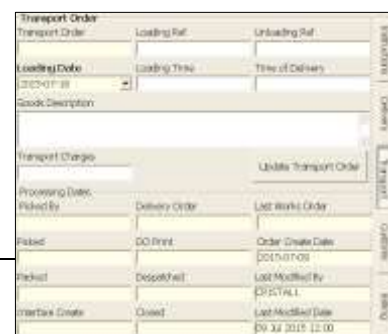 Transport Order
Transport Order Loading Ref Unloading Ref
Loading Date Loading Time Time of Delivery
2015-07-
Goods Description
Transport Charges
Update Transport Order
Processing Dates
Picked By Delivery Order Last Works Order
Picked DO Print Order Create Date
2015-07-09
Packed Despatched Last Modified By
CRISTALL
Interface Create Closed Last Modified Date
09 Jul 2015 12:00
Transport